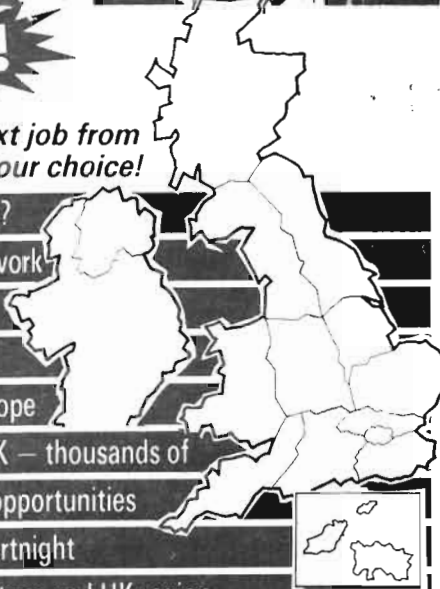 !
xt job from
our choice!
?
work
ope
K – thousands of
opportunities
rtnight